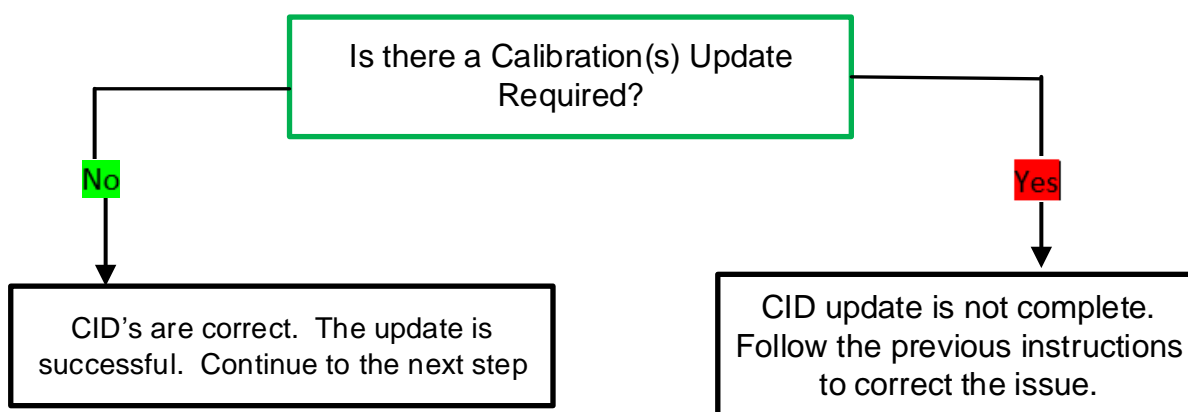 Is there a Calibration(s) Update
Required?
No
Yes
CID's are correct.  The update is
successful.  Continue to the next step
CID update is not complete.
Follow the previous instructions
to correct the issue.